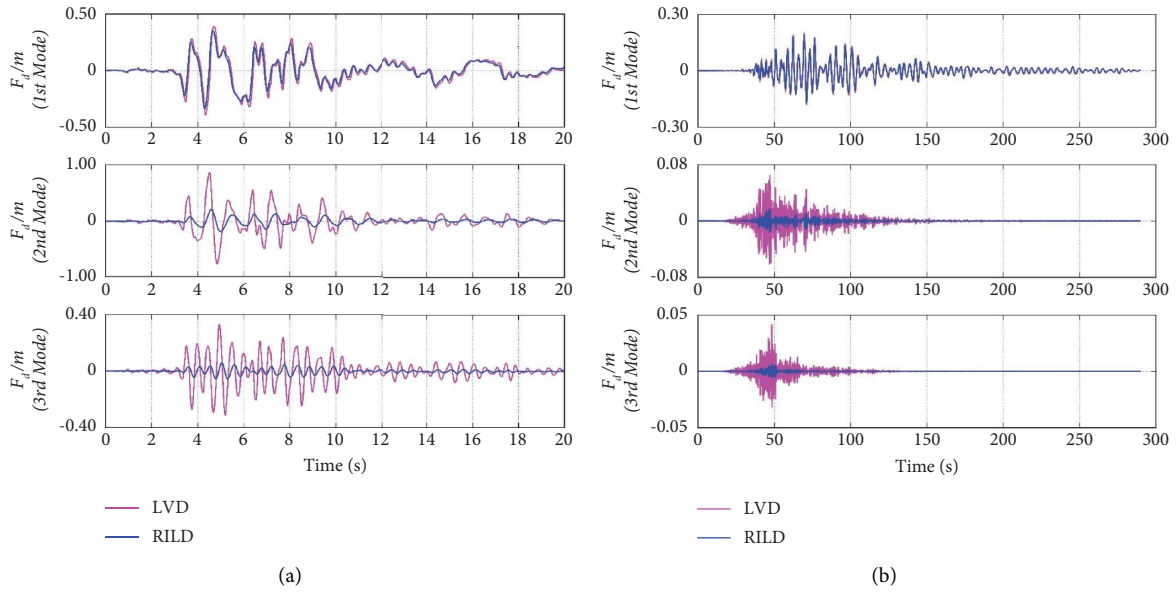 0.50
0
-0.50
F_d/m
(1st Mode)
0 2 4 6 8 10 12 14 16 18 20
1.00
0
-1.00
F_d/m
(2nd Mode)
0 2 4 6 8 10 12 14 16 18 20
0.40
0
-0.40
F_d/m
(3rd Mode)
0 2 4 6 8 10 12 14 16 18 20
Time (s)
LVD
RILD
(a)
0.30
0
-0.30
F_d/m
(1st Mode)
0 50 100 150 200 250 300
0.08
0
-0.08
F_d/m
(2nd Mode)
0 50 100 150 200 250 300
0.05
0
-0.05
F_d/m
(3rd Mode)
0 50 100 150 200 250 300
Time (s)
LVD
RILD
(b)